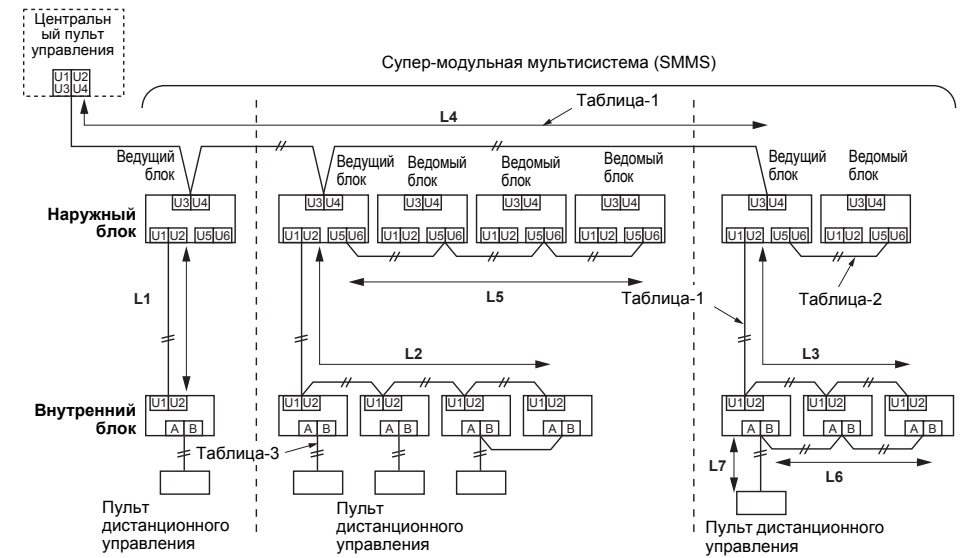 Центральн
ый пульт
управления
U1 U2
U3 U4
Супер-модульная мультисистема (SMMS)
Таблица-1
L4
Ведущий
блок
Ведущий
блок
Ведомый
блок
Ведомый
блок
Ведомый
блок
Ведущий
блок
Ведомый
блок
Наружный
блок
U3 U4 U3 U4 U3 U4 U3 U4 U3 U4 U3 U4 U3 U4
U1 U2 U5 U6 U1 U2 U5 U6 U1 U2 U5 U6 U1 U2 U5 U6 U1 U2 U5 U6 U1 U2 U5 U6 U1 U2 U5 U6
L1
L5
Таблица-1
Таблица-2
L2
L3
Внутренний
блок
U1 U2 U1 U2 U1 U2 U1 U2 U1 U2 U1 U2 U1 U2 U1 U2
A B A B A B A B A B A B A B A B
Таблица-3
L7
L6
Пульт
дистанционного
управления
Пульт
дистанционного
управления
Пульт дистанционного
управления